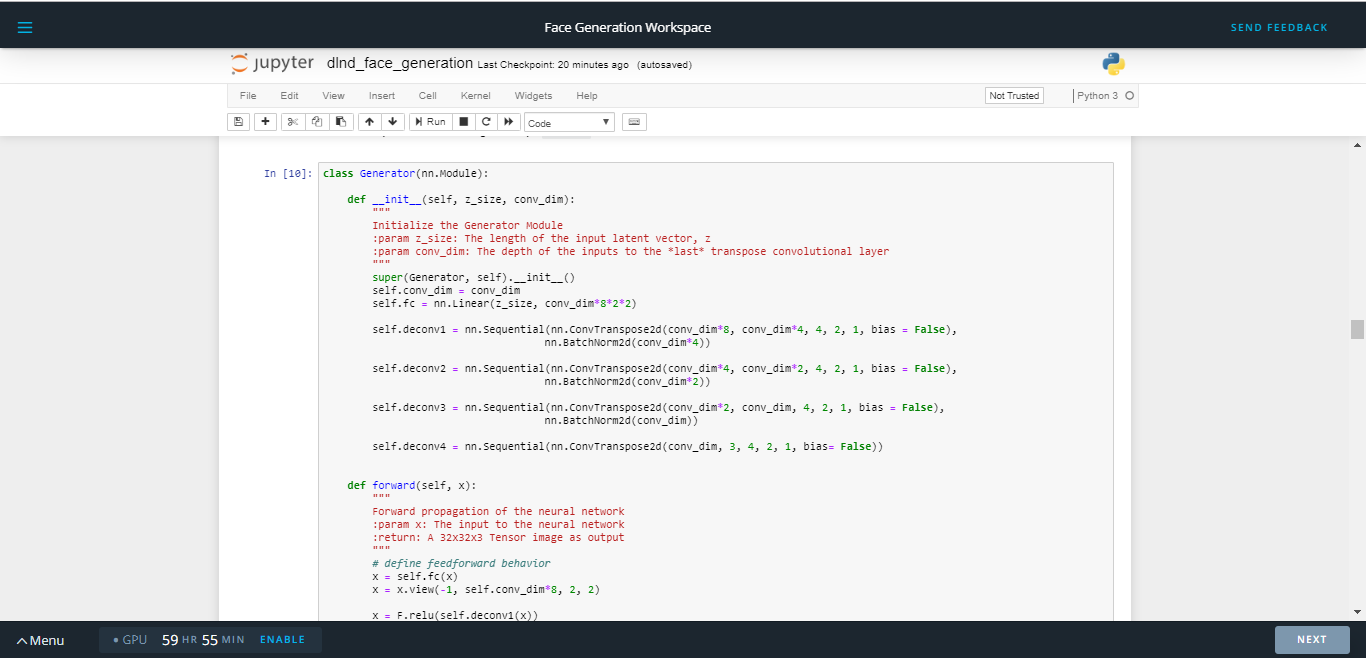 Face Generation Workspace
SEND FEEDBACK
jupyter dlnd_face_generation Last Checkpoint: 20 minutes ago (autosaved)
File Edit View Insert Cell Kernel Widgets Help
Not Trusted
Python 3
Run
Code
In [10]:
class Generator(nn.Module):
def __init__(self, z_size, conv_dim):
"""
Initialize the Generator Module
:param z_size: The length of the input latent vector, z
:param conv_dim: The depth of the inputs to the *last* transpose convolutional layer
"""
super(Generator, self).__init__()
self.conv_dim = conv_dim
self.fc = nn.Linear(z_size, conv_dim*8*2*2)
self.deconv1 = nn.Sequential(nn.ConvTranspose2d(conv_dim*8, conv_dim*4, 4, 2, 1, bias = False),
nn.BatchNorm2d(conv_dim*4))
self.deconv2 = nn.Sequential(nn.ConvTranspose2d(conv_dim*4, conv_dim*2, 4, 2, 1, bias = False),
nn.BatchNorm2d(conv_dim*2))
self.deconv3 = nn.Sequential(nn.ConvTranspose2d(conv_dim*2, conv_dim, 4, 2, 1, bias = False),
nn.BatchNorm2d(conv_dim))
self.deconv4 = nn.Sequential(nn.ConvTranspose2d(conv_dim, 3, 4, 2, 1, bias= False))
def forward(self, x):
"""
Forward propagation of the neural network
:param x: The input to the neural network
:return: A 32x32x3 Tensor image as output
"""
# define feedforward behavior
x = self.fc(x)
x = x.view(-1, self.conv_dim*8, 2, 2)
x = F.relu(self.deconv1(x))
Menu
GPU 59 HR 55 MIN ENABLE
NEXT